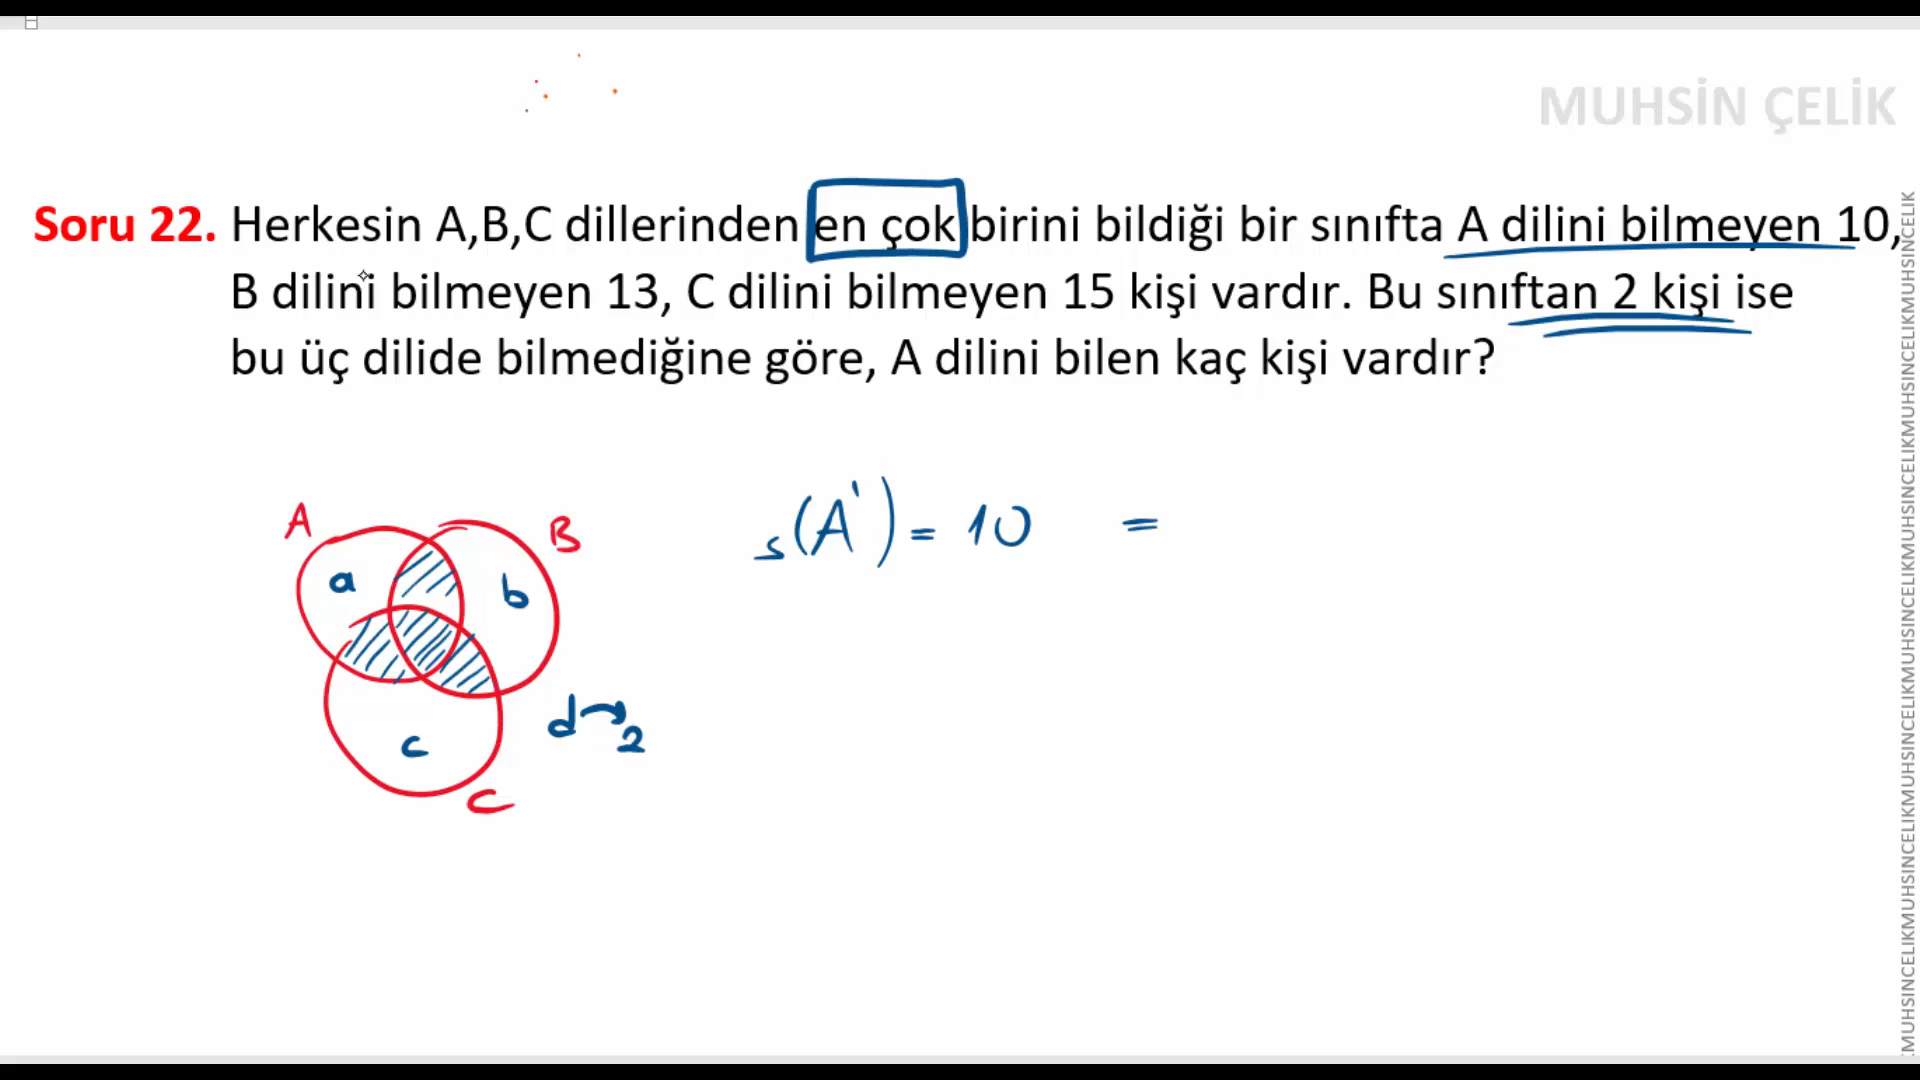 MUHSİN ÇELİK
Soru 22. Herkesin A,B,C dillerinden en çok birini bildiği bir sınıfta A dilini bilmeyen 10,
B dilini bilmeyen 13, C dilini bilmeyen 15 kişi vardır. Bu sınıftan 2 kişi ise
bu üç dilide bilmediğine göre, A dilini bilen kaç kişi vardır?
A
B
a
b
s(A')= 10 =
d 2
c
C